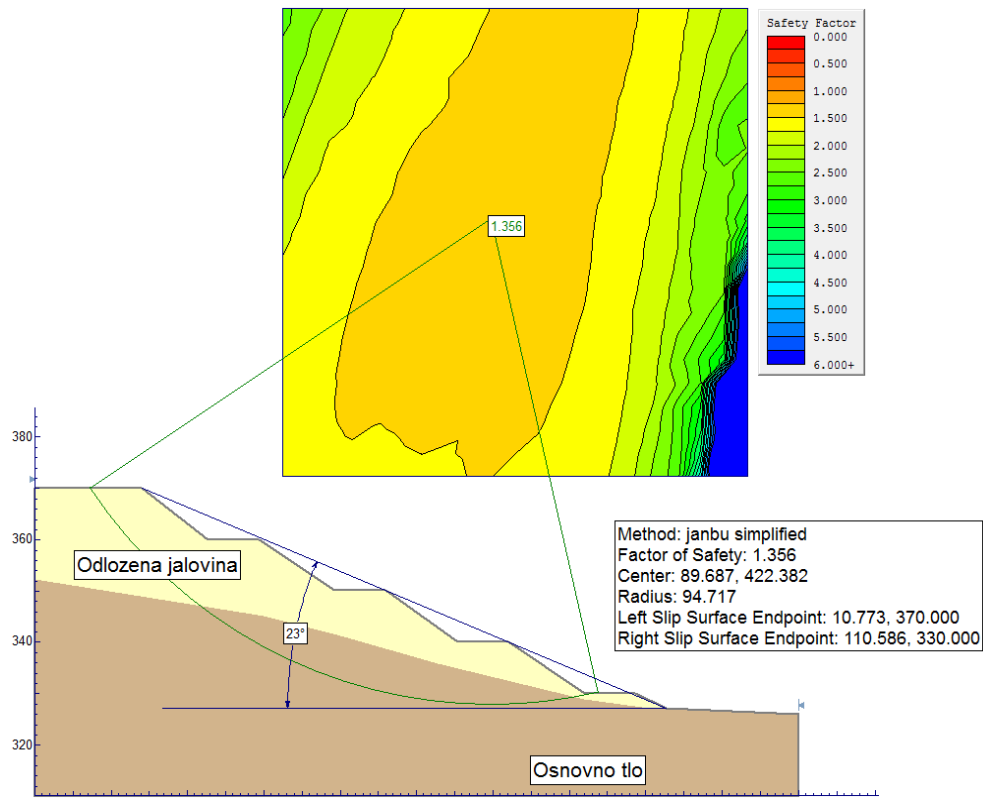 Safety Factor
0.000
0.500
1.000
1.500
2.000
2.500
3.000
3.500
4.000
4.500
5.000
5.500
6.000+
1.356
380
360
340
320
Odlozena jalovina
23°
Method: janbu simplified
Factor of Safety: 1.356
Center: 89.687, 422.382
Radius: 94.717
Left Slip Surface Endpoint: 10.773, 370.000
Right Slip Surface Endpoint: 110.586, 330.000
Osnovno tlo